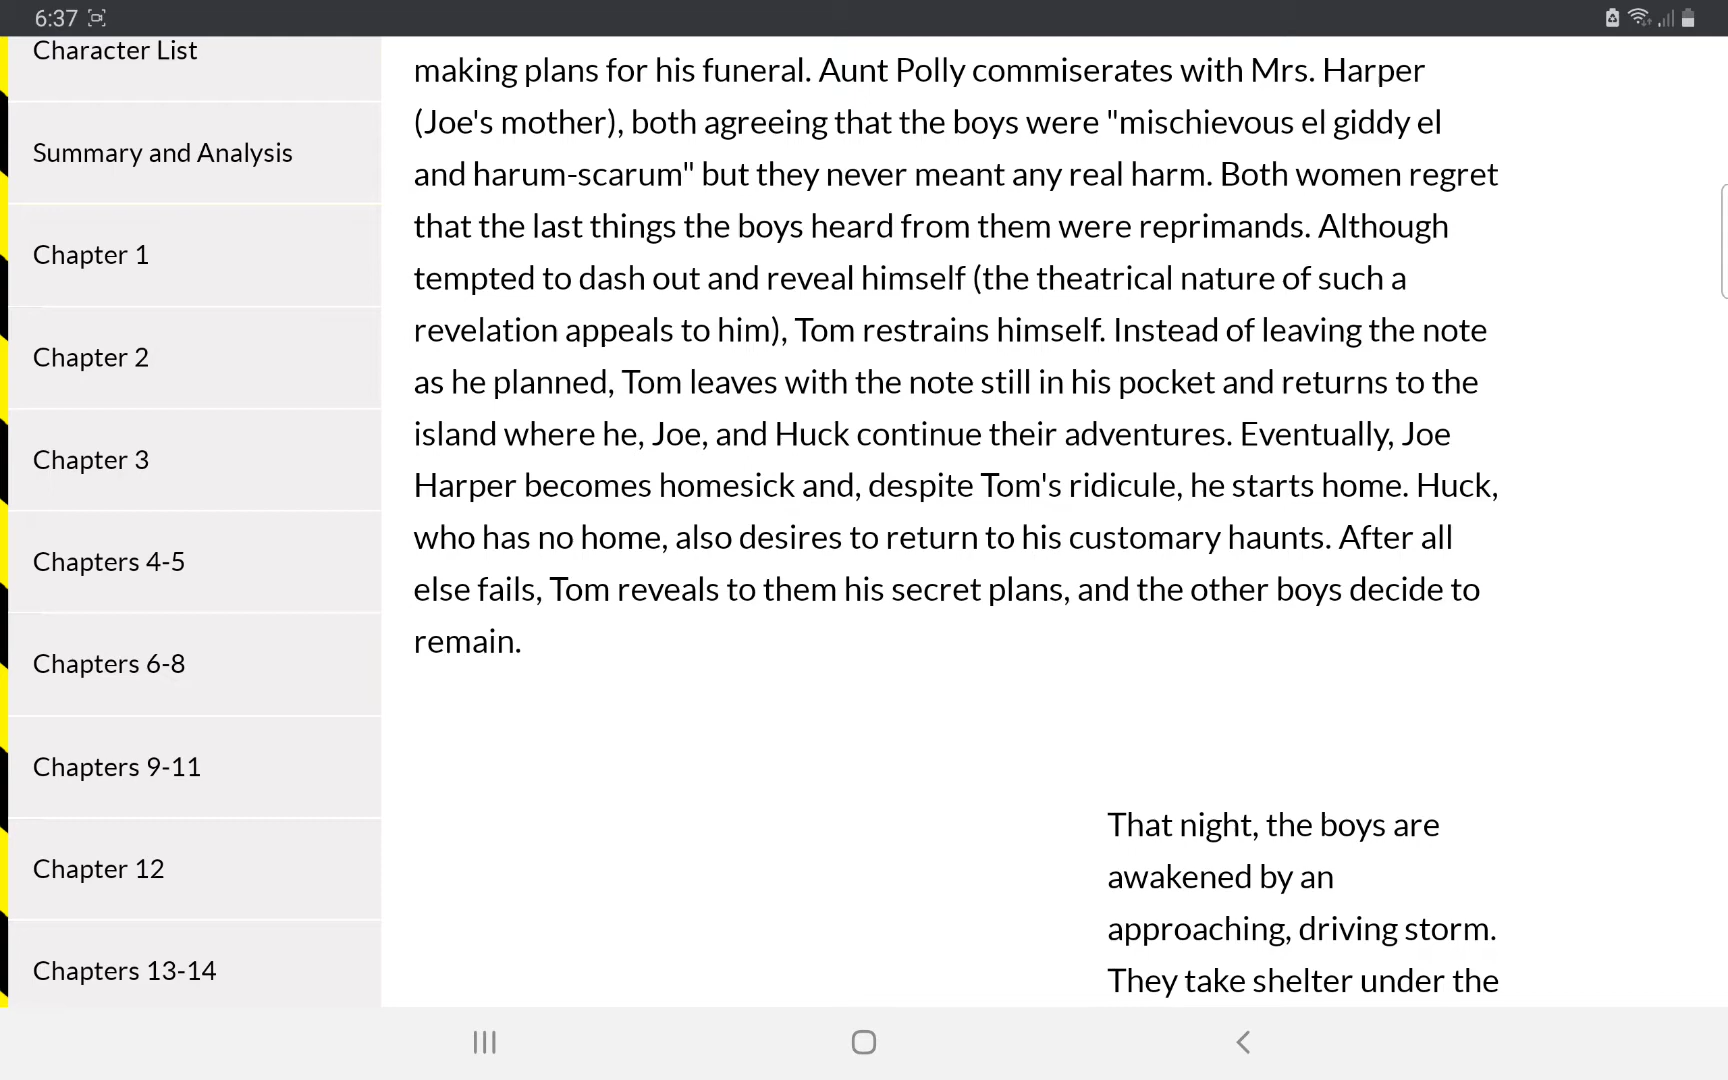 6:37
Character List
Summary and Analysis
Chapter 1
Chapter 2
Chapter 3
Chapters 4-5
Chapters 6-8
Chapters 9-11
Chapter 12
Chapters 13-14
making plans for his funeral. Aunt Polly commiserates with Mrs. Harper
(Joe's mother), both agreeing that the boys were "mischievous el giddy el
and harum-scarum" but they never meant any real harm. Both women regret
that the last things the boys heard from them were reprimands. Although
tempted to dash out and reveal himself (the theatrical nature of such a
revelation appeals to him), Tom restrains himself. Instead of leaving the note
as he planned, Tom leaves with the note still in his pocket and returns to the
island where he, Joe, and Huck continue their adventures. Eventually, Joe
Harper becomes homesick and, despite Tom's ridicule, he starts home. Huck,
who has no home, also desires to return to his customary haunts. After all
else fails, Tom reveals to them his secret plans, and the other boys decide to
remain.
That night, the boys are
awakened by an
approaching, driving storm.
They take shelter under the